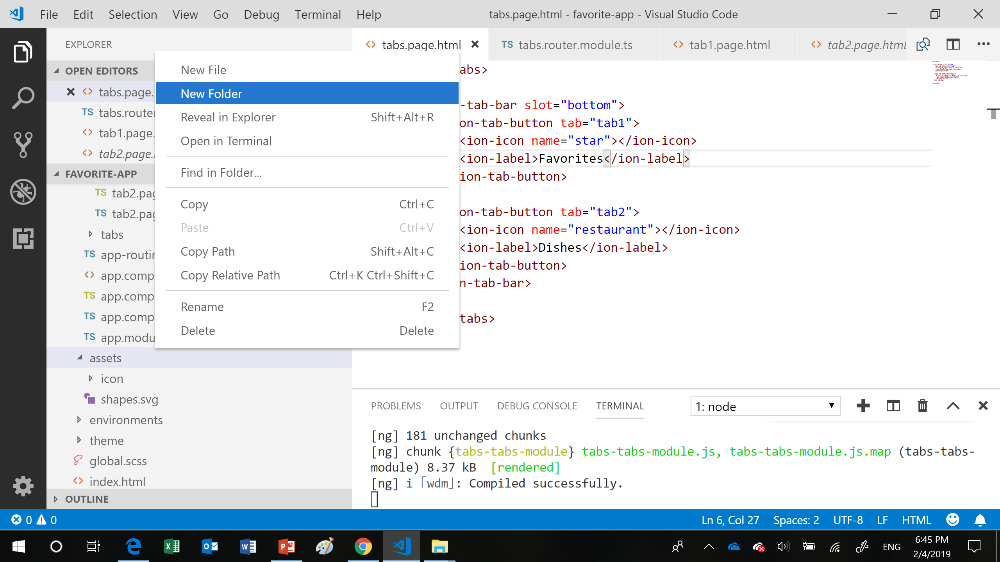 File Edit Selection View Go Debug Terminal Help
tabs.page.html - favorite-app - Visual Studio Code
EXPLORER
OPEN EDITORS
tabs.page.
TS tabs.router
tab1.page.
tab2.page.
FAVORITE-APP
TS tab2.pag
TS tab2.pag
tabs
TS app-routin
app.comp
TS app.comp
TS app.comp
TS app.modu
assets
icon
shapes.svg
environments
theme
global.scss
index.html
OUTLINE
New File
New Folder
Reveal in Explorer Shift+Alt+R
Open in Terminal
Find in Folder...
Copy Ctrl+C
Paste Ctrl+V
Copy Path Shift+Alt+C
Copy Relative Path Ctrl+K Ctrl+Shift+C
Rename F2
Delete Delete
tabs.page.html TS tabs.router.module.ts tab1.page.html tab2.page.html
abs>
-tab-bar slot="bottom">
on-tab-button tab="tab1">
<ion-icon name="star"></ion-icon>
<ion-label>Favorites</ion-label>
ion-tab-button>
on-tab-button tab="tab2">
<ion-icon name="restaurant"></ion-icon>
<ion-label>Dishes</ion-label>
ion-tab-button>
n-tab-bar>
tabs>
PROBLEMS OUTPUT DEBUG CONSOLE TERMINAL 1: node
[ng] 181 unchanged chunks
[ng] chunk {tabs-tabs-module} tabs-tabs-module.js, tabs-tabs-module.js.map (tabs-tabs-
module) 8.37 kB [rendered]
[ng] i ｢wdm｣: Compiled successfully.
0 0
Ln 6, Col 27 Spaces: 2 UTF-8 LF HTML
ENG
6:45 PM
2/4/2019